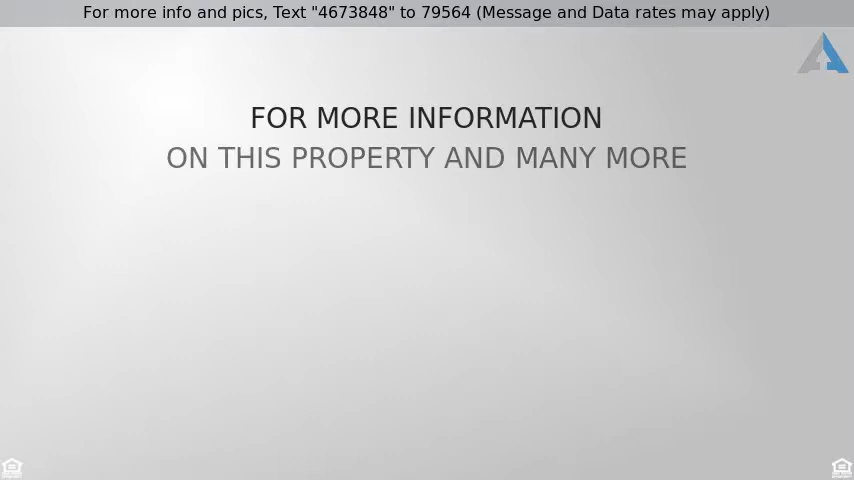 For more info and pics, Text "4673848" to 79564 (Message and Data rates may apply)
FOR MORE INFORMATION
ON THIS PROPERTY AND MANY MORE